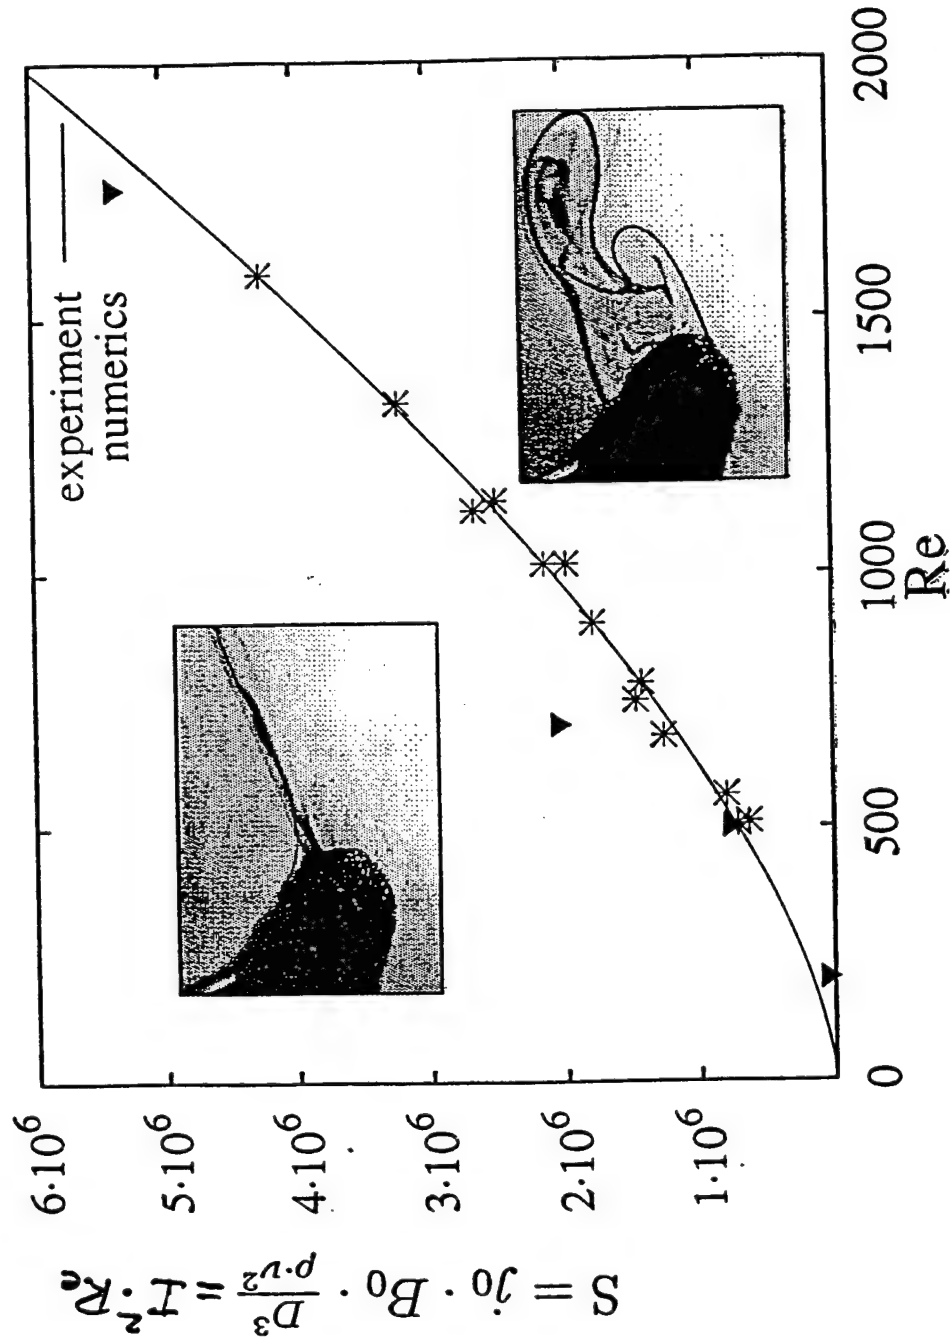 experiment
numerics
6·10⁶
5·10⁶
4·10⁶
3·10⁶
2·10⁶
1·10⁶
0
500
1000
1500
2000
Re
S = j₀ · B₀ · D³/ρ·ν² = I²·Re